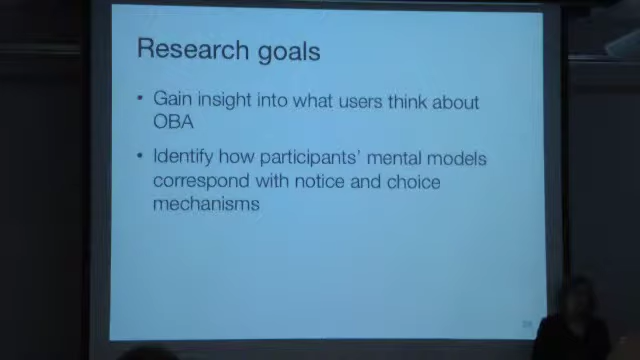 Research goals
• Gain insight into what users think about
OBA
• Identify how participants' mental models
correspond with notice and choice
mechanisms